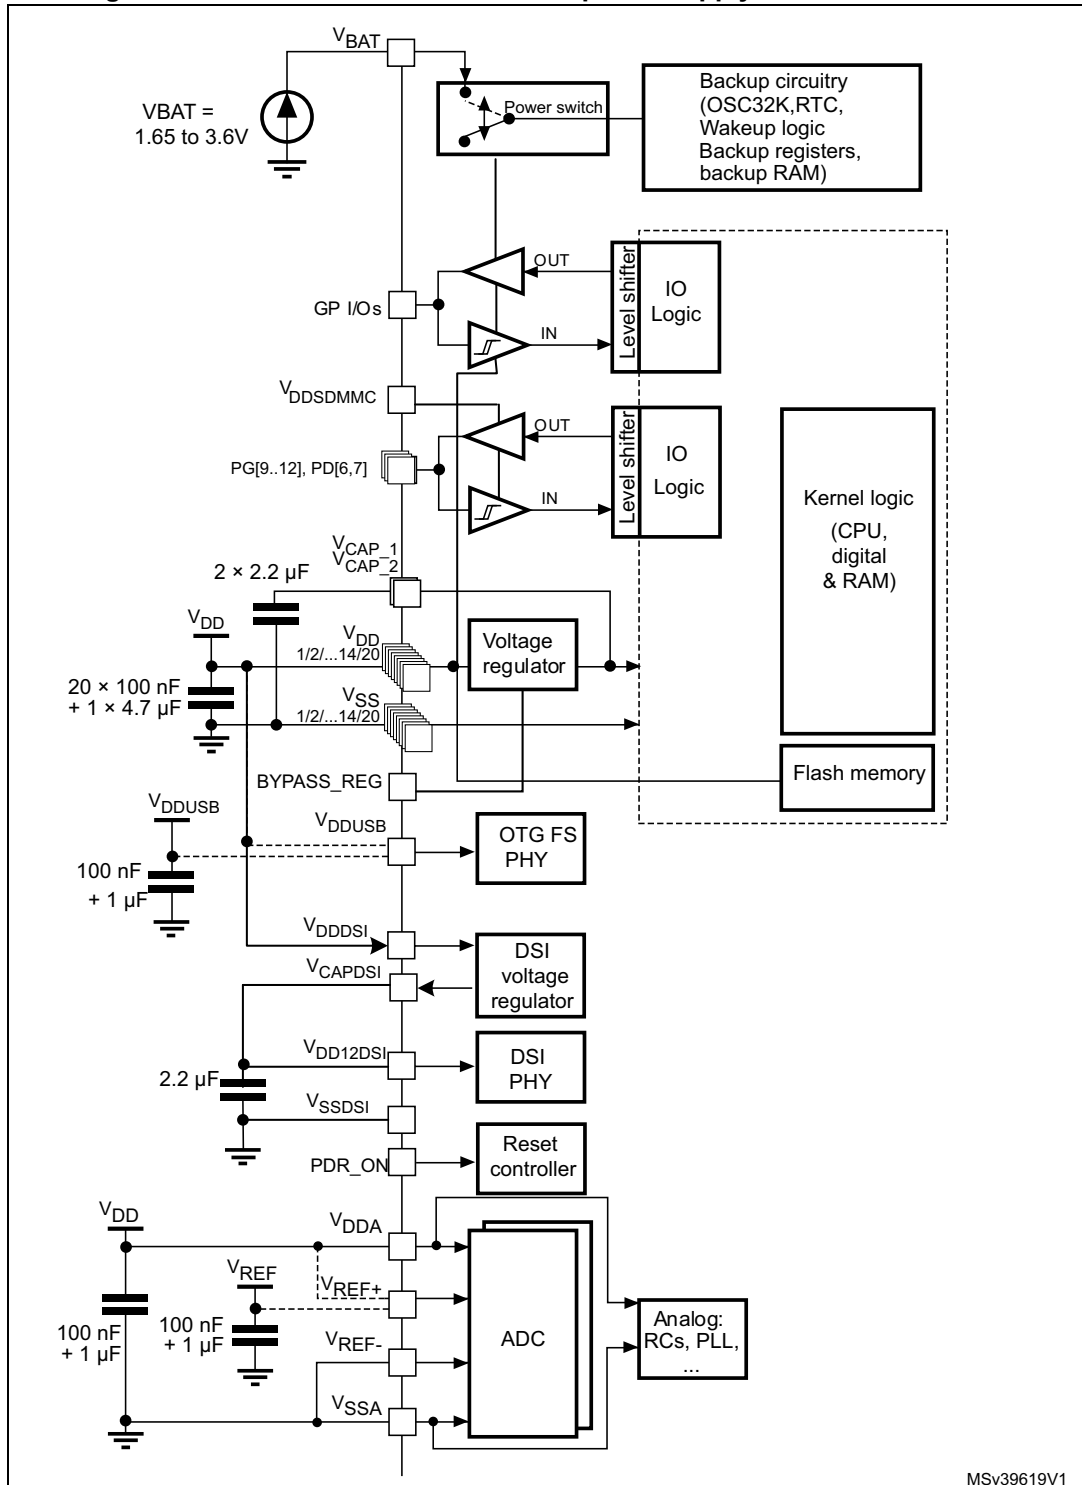 VBAT
VBAT =
1.65 to 3.6V
Power switch
Backup circuitry
(OSC32K,RTC,
Wakeup logic
Backup registers,
backup RAM)
OUT
GP I/Os
IN
Level shifter
IO
Logic
VDDSDMMC
OUT
PG[9..12], PD[6,7]
IN
Level shifter
IO
Logic
Kernel logic
(CPU,
digital
& RAM)
VCAP_1
VCAP_2
2 × 2.2 μF
VDD
VDD
1/2/...14/20
Voltage
regulator
20 × 100 nF
+ 1 × 4.7 μF
VSS
1/2/...14/20
BYPASS_REG
Flash memory
VDDUSB
VDDUSB
OTG FS
PHY
100 nF
+ 1 μF
VDDDSI
VCAPDSI
DSI
voltage
regulator
VDD12DSI
DSI
PHY
2.2 μF
VSSDSI
PDR_ON
Reset
controller
VDD
VDDA
VREF
VREF+
100 nF
+ 1 μF
100 nF
+ 1 μF
VREF-
ADC
Analog:
RCs, PLL,
...
VSSA
MSv39619V1